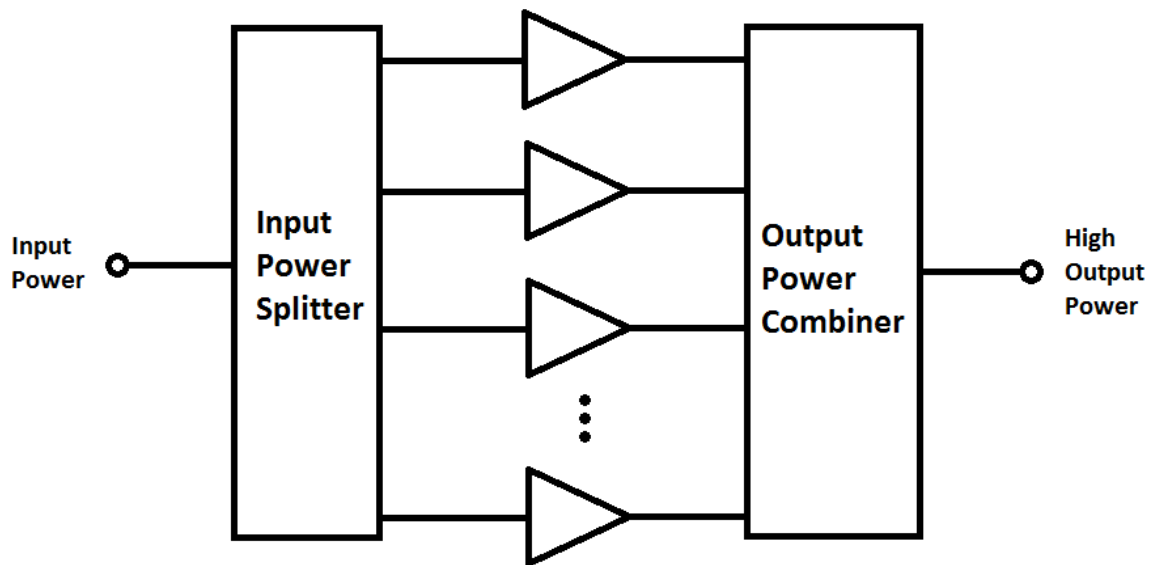 Input
Power
Input
Power
Splitter
Output
Power
Combiner
High
Output
Power